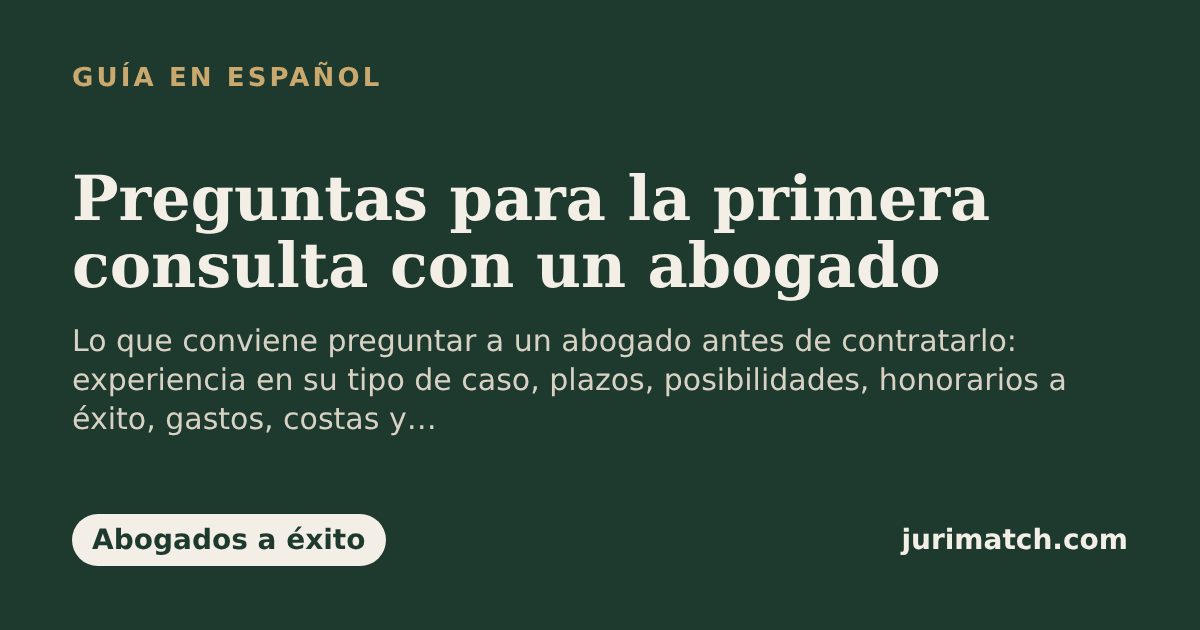 GUÍA EN ESPAÑOL
Preguntas para la primera
consulta con un abogado
Lo que conviene preguntar a un abogado antes de contratarlo:
experiencia en su tipo de caso, plazos, posibilidades, honorarios a
éxito, gastos, costas y…
Abogados a éxito
jurimatch.com